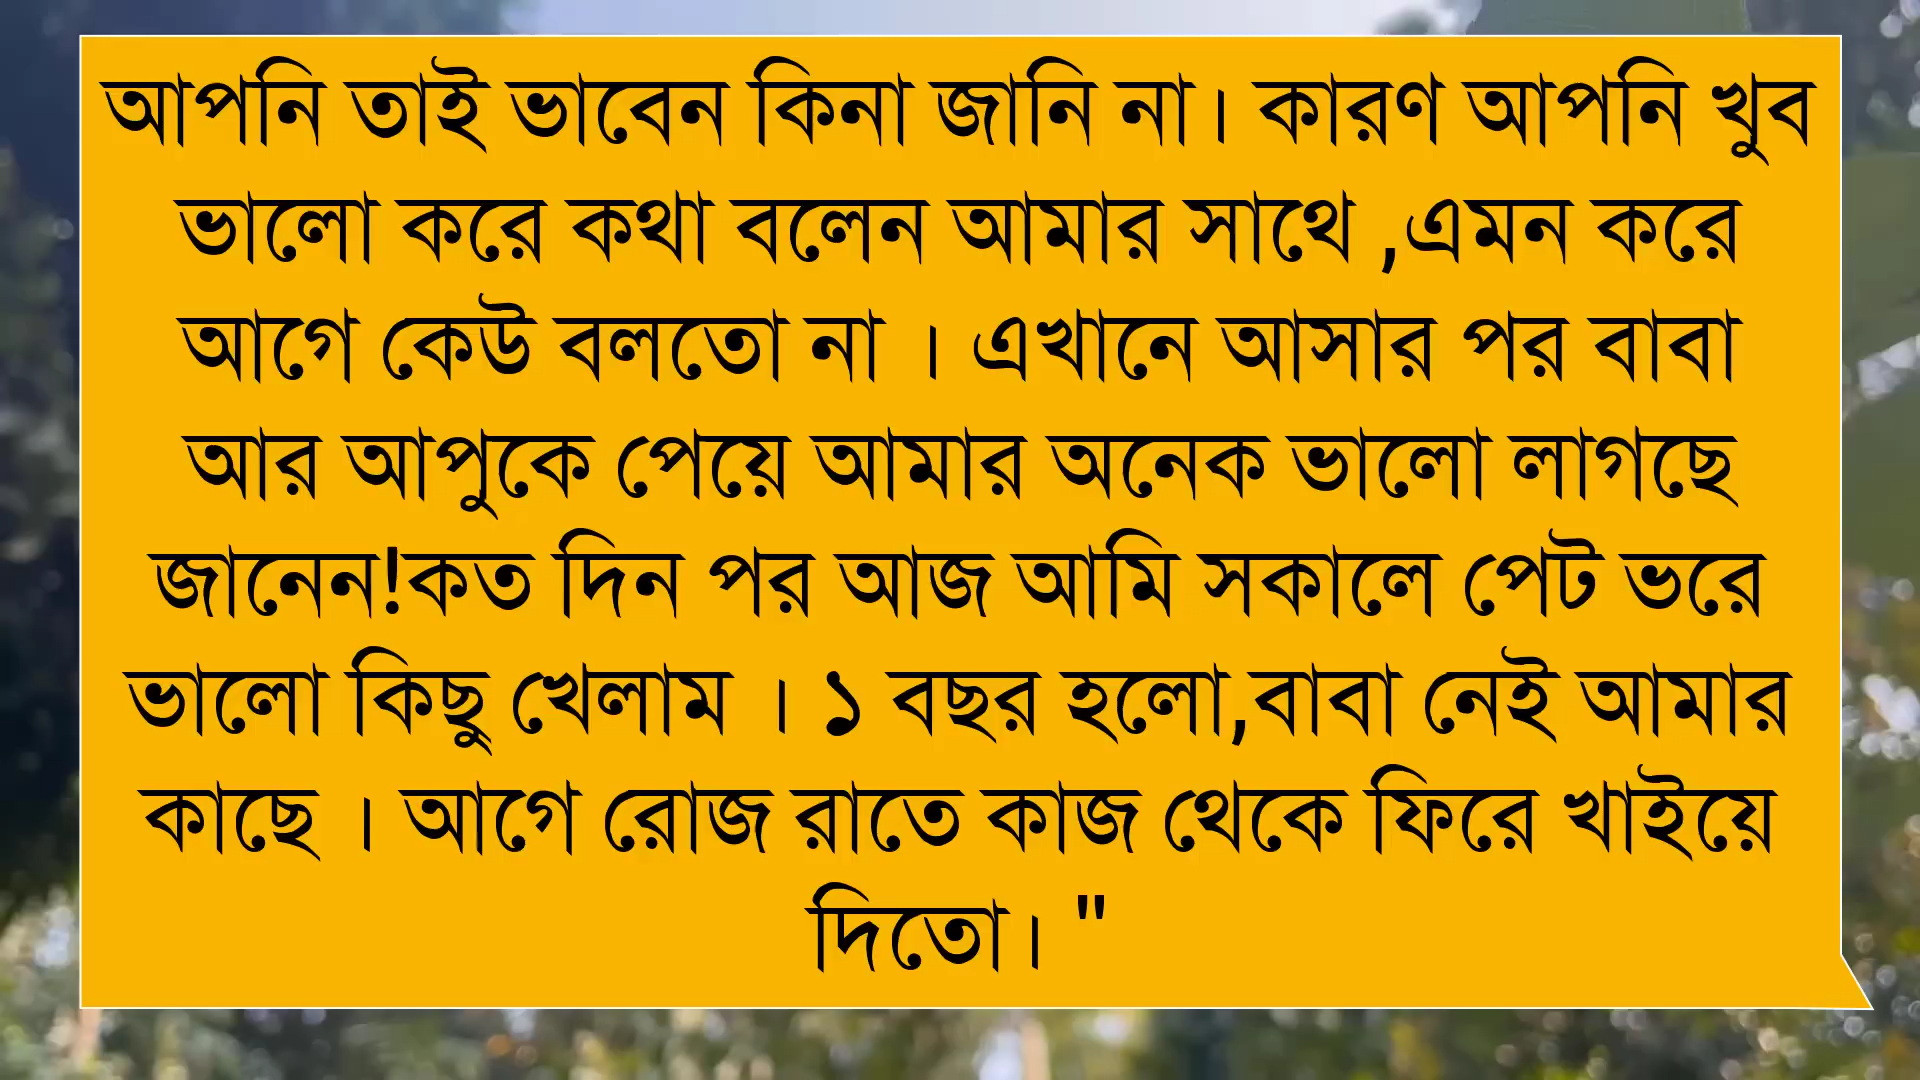 আপনি তাই ভাবেন কিনা জানি না। কারণ আপনি খুব
ভালো করে কথা বলেন আমার সাথে ,এমন করে
আগে কেউ বলতো না । এখানে আসার পর বাবা
আর আপুকে পেয়ে আমার অনেক ভালো লাগছে
জানেন!কত দিন পর আজ আমি সকালে পেট ভরে
ভালো কিছু খেলাম । ১ বছর হলো,বাবা নেই আমার
কাছে । আগে রোজ রাতে কাজ থেকে ফিরে খাইয়ে
দিতো। "